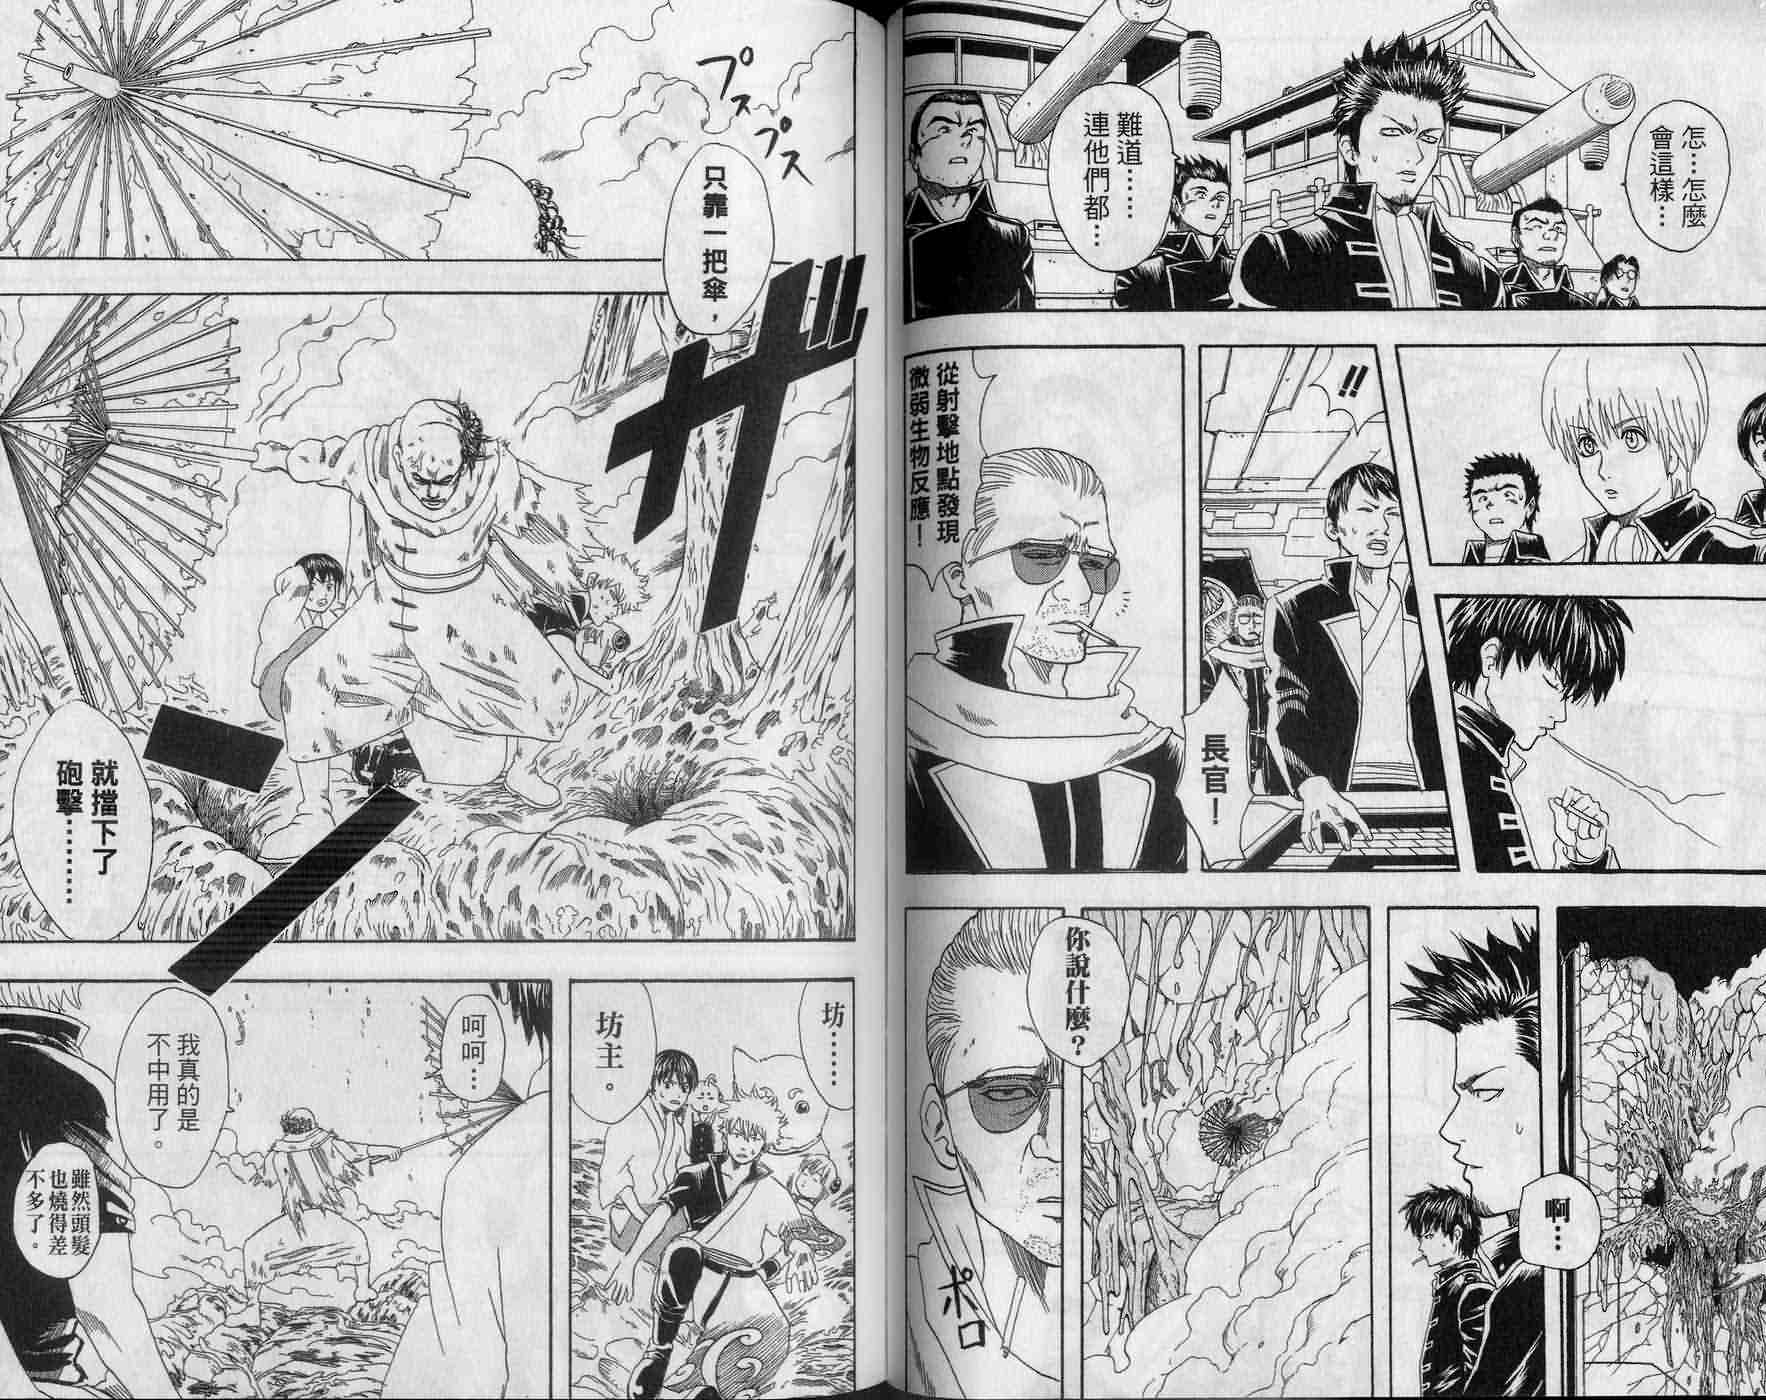 怎…怎麼
會這樣…
難道……
連他們都…
!!
長官！
從射擊地點發現
微弱生物反應！
啊…
你說什麼？
ポロ
プス
プス
只靠一把傘，
ザ
就擋下了
砲擊………
坊……
坊主。
呵呵…
我真的是
不中用了。
雖然頭髮
也燒得差
不多了。